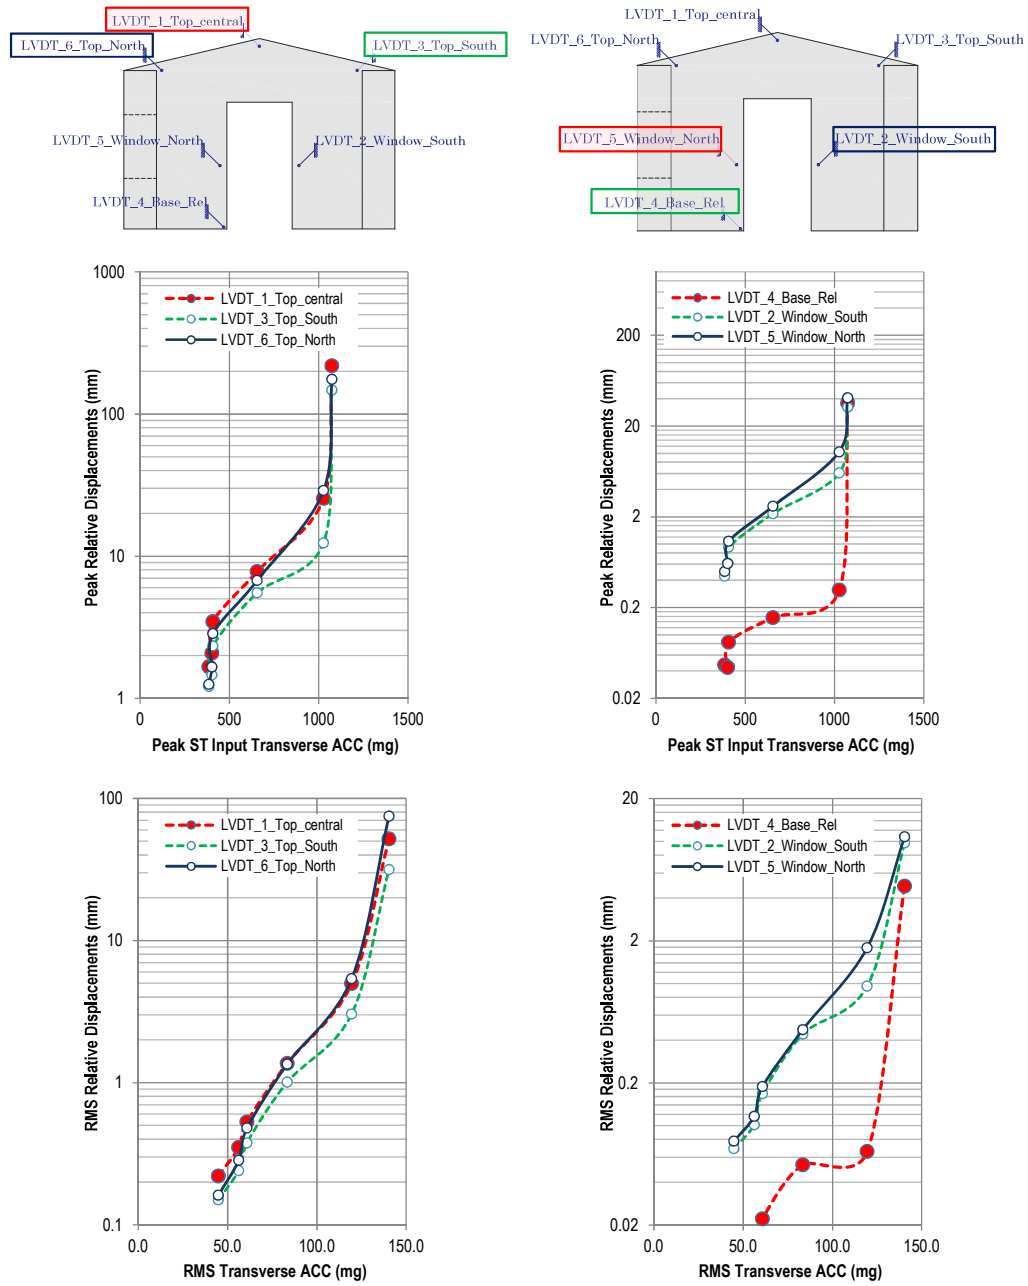 LVDT_1_Top_central
LVDT_6_Top_North
LVDT_3_Top_South
LVDT_5_Window_North
LVDT_2_Window_South
LVDT_4_Base_Rel
LVDT_1_Top_central
LVDT_6_Top_North
LVDT_3_Top_South
LVDT_5_Window_North
LVDT_2_Window_South
LVDT_4_Base_Rel
1000
100
10
1
LVDT_1_Top_central
LVDT_3_Top_South
LVDT_6_Top_North
Peak Relative Displacements (mm)
0 500 1000 1500
Peak ST Input Transverse ACC (mg)
200
20
2
0.2
0.02
LVDT_4_Base_Rel
LVDT_2_Window_South
LVDT_5_Window_North
Peak Relative Displacements (mm)
0 500 1000 1500
Peak ST Input Transverse ACC (mg)
100
10
1
0.1
LVDT_1_Top_central
LVDT_3_Top_South
LVDT_6_Top_North
RMS Relative Displacements (mm)
0.0 50.0 100.0 150.0
RMS Transverse ACC (mg)
20
2
0.2
0.02
LVDT_4_Base_Rel
LVDT_2_Window_South
LVDT_5_Window_North
RMS Relative Displacements (mm)
0.0 50.0 100.0 150.0
RMS Transverse ACC (mg)